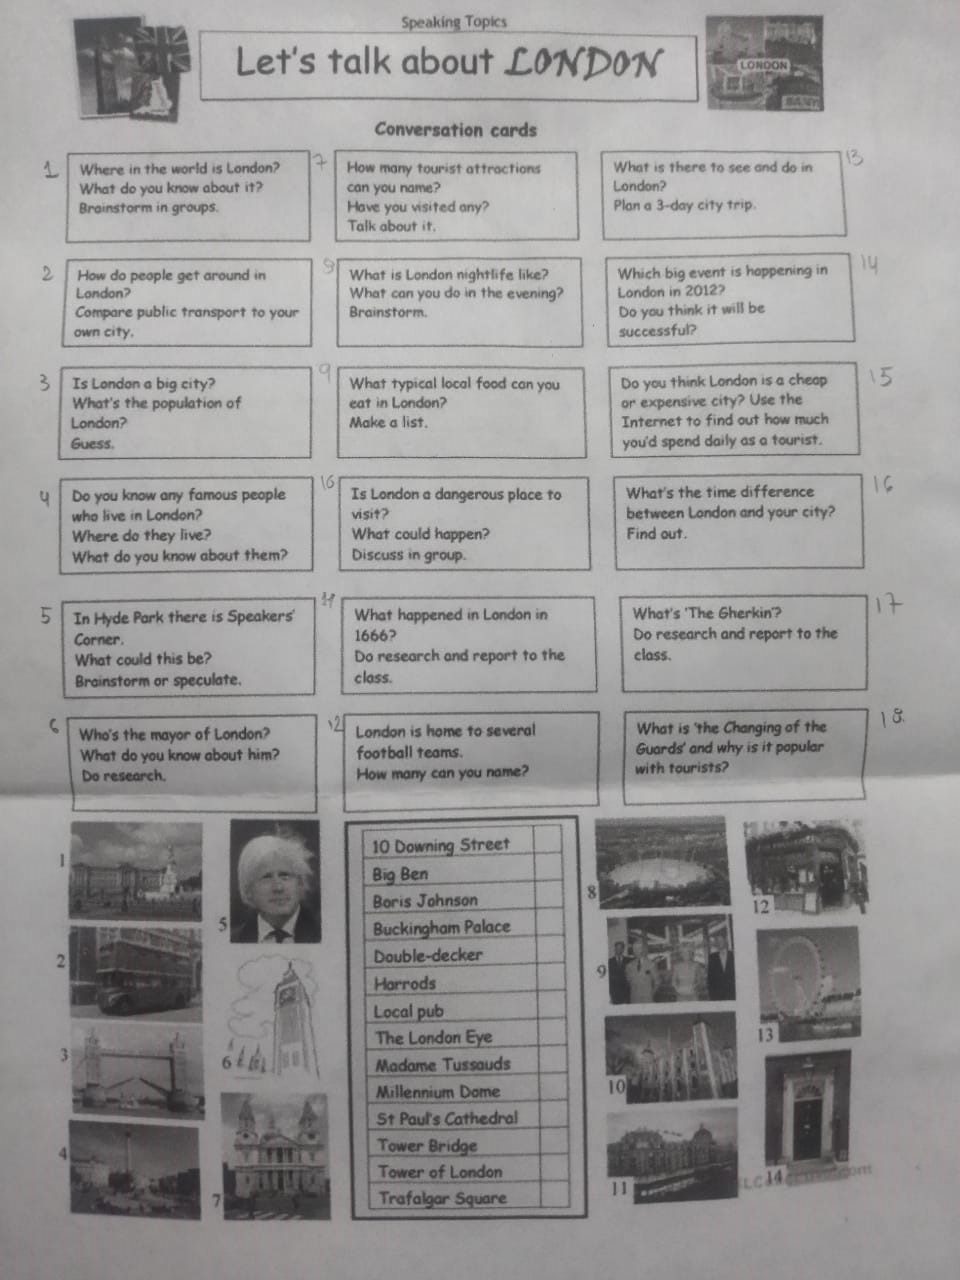 Speaking Topics
Let's talk about LONDON
LONDON
BANK
Conversation cards
1
Where in the world is London?
What do you know about it?
Brainstorm in groups.
7
How many tourist attractions
can you name?
Have you visited any?
Talk about it.
13
What is there to see and do in
London?
Plan a 3-day city trip.
2
How do people get around in
London?
Compare public transport to your
own city.
8
What is London nightlife like?
What can you do in the evening?
Brainstorm.
14
Which big event is happening in
London in 2012?
Do you think it will be
successful?
3
Is London a big city?
What's the population of
London?
Guess.
9
What typical local food can you
eat in London?
Make a list.
15
Do you think London is a cheap
or expensive city? Use the
Internet to find out how much
you'd spend daily as a tourist.
4
Do you know any famous people
who live in London?
Where do they live?
What do you know about them?
10
Is London a dangerous place to
visit?
What could happen?
Discuss in group.
16
What's the time difference
between London and your city?
Find out.
5
In Hyde Park there is Speakers'
Corner.
What could this be?
Brainstorm or speculate.
11
What happened in London in
1666?
Do research and report to the
class.
17
What's 'The Gherkin'?
Do research and report to the
class.
6
Who's the mayor of London?
What do you know about him?
Do research.
12
London is home to several
football teams.
How many can you name?
18
What is 'the Changing of the
Guards' and why is it popular
with tourists?
1
2
3
4
5
6
7
10 Downing Street
Big Ben
Boris Johnson
Buckingham Palace
Double-decker
Harrods
Local pub
The London Eye
Madame Tussauds
Millennium Dome
St Paul's Cathedral
Tower Bridge
Tower of London
Trafalgar Square
8
9
10
11
12
13
14